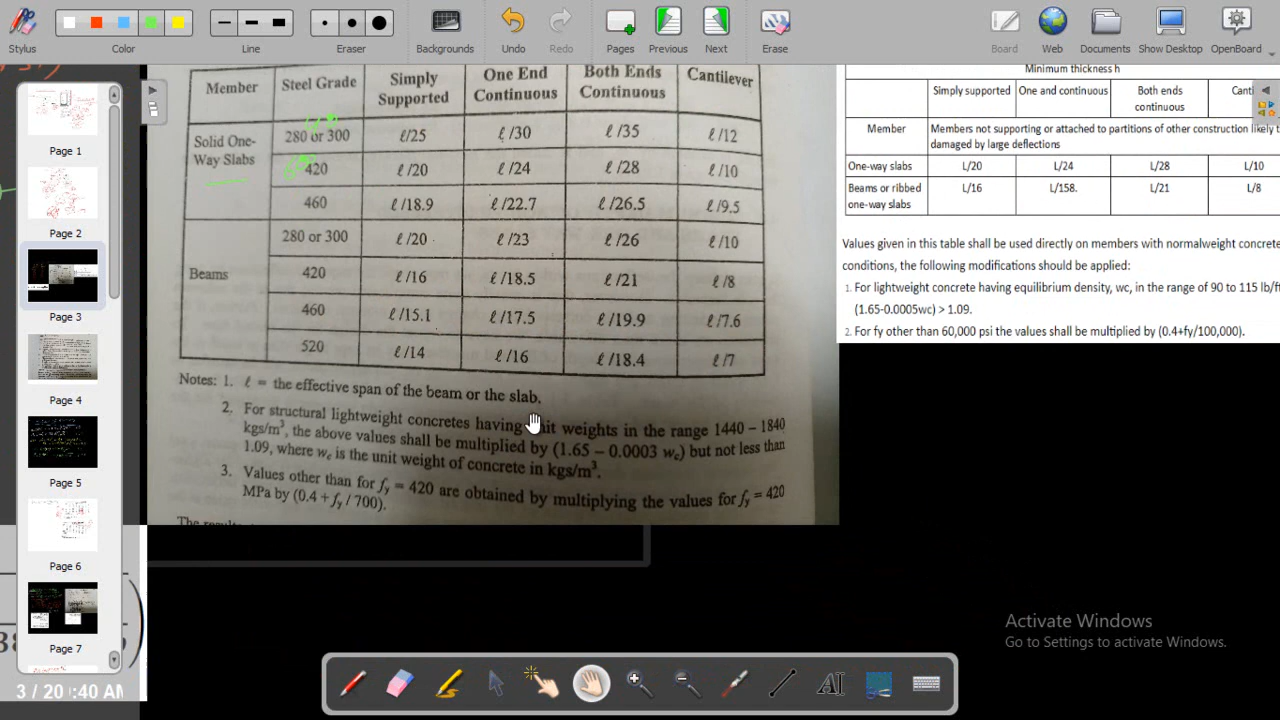 Stylus
Color
Line
Eraser
Backgrounds
Undo
Redo
Pages
Previous
Next
Erase
Board
Web
Documents
Show Desktop
OpenBoard
Page 1
Page 2
Page 3
Page 4
Page 5
Page 6
Page 7
3 / 20
:40 AM
Member Steel Grade Simply Supported One End Continuous Both Ends Continuous Cantilever
Solid One-Way Slabs 280 or 300 ℓ/25 ℓ/30 ℓ/35 ℓ/12
420 ℓ/20 ℓ/24 ℓ/28 ℓ/10
460 ℓ/18.9 ℓ/22.7 ℓ/26.5 ℓ/9.5
Beams 280 or 300 ℓ/20 ℓ/23 ℓ/26 ℓ/10
420 ℓ/16 ℓ/18.5 ℓ/21 ℓ/8
460 ℓ/15.1 ℓ/17.5 ℓ/19.9 ℓ/7.6
520 ℓ/14 ℓ/16 ℓ/18.4 ℓ/7
Notes: 1. ℓ = the effective span of the beam or the slab.
2. For structural lightweight concretes having weights in the range 1440 – 1840
kgs/m³, the above values shall be multiplied by (1.65 – 0.0003 wc) but not less than
1.09, where wc is the unit weight of concrete in kgs/m³.
3. Values other than for fy = 420 are obtained by multiplying the values for fy = 420
MPa by (0.4 + fy / 700).
Minimum thickness h
Simply supported One and continuous Both ends continuous
Member Members not supporting or attached to partitions of other construction likely
damaged by large deflections
One-way slabs L/20 L/24 L/28 L/10
Beams or ribbed one-way slabs L/16 L/158. L/21 L/8
Values given in this table shall be used directly on members with normalweight concrete
conditions, the following modifications should be applied:
1. For lightweight concrete having equilibrium density, wc, in the range of 90 to 115
(1.65-0.0005wc) > 1.09.
2. For fy other than 60,000 psi the values shall be multiplied by (0.4+fy/100,000).
Activate Windows
Go to Settings to activate Windows.